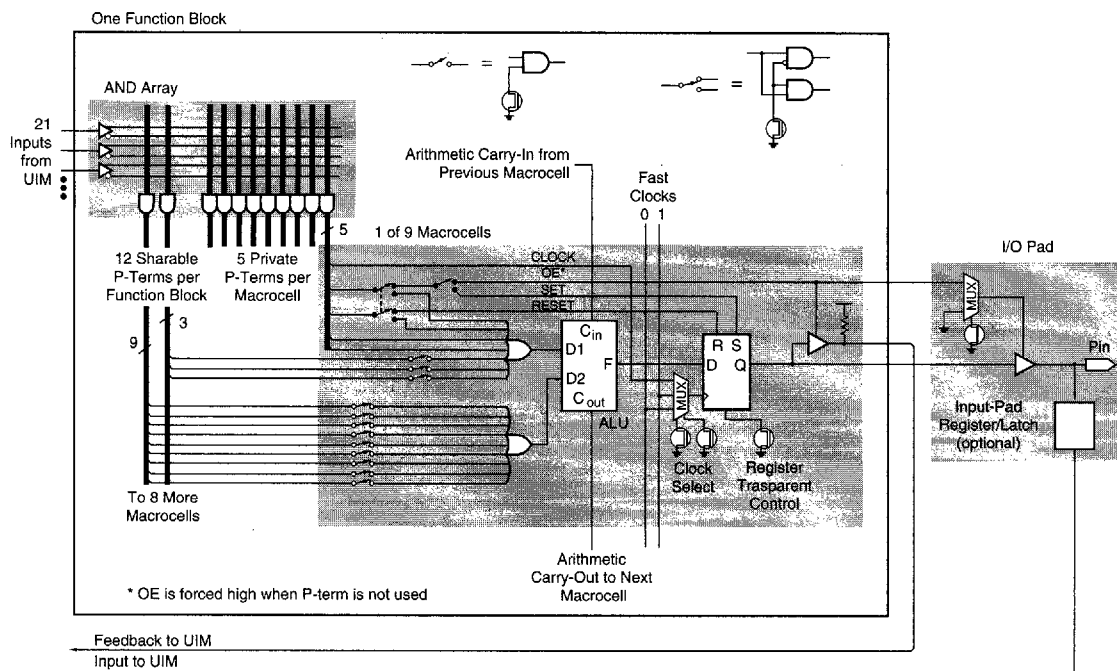 One Function Block
AND Array
=
=
21
Inputs
from
UIM
Arithmetic Carry-In from
Previous Macrocell
Fast
Clocks
0 1
5
1 of 9 Macrocells
I/O Pad
12 Sharable
P-Terms per
Function Block
5 Private
P-Terms per
Macrocell
CLOCK
OE*
SET
RESET
3
9
MUX
Pin
Cin
D1
D2
F
Cout
ALU
R S
D Q
MUX
Input-Pad
Register/Latch
(optional)
Clock
Select
Register
Trasparent
Control
To 8 More
Macrocells
Arithmetic
Carry-Out to Next
Macrocell
* OE is forced high when P-term is not used
Feedback to UIM
Input to UIM